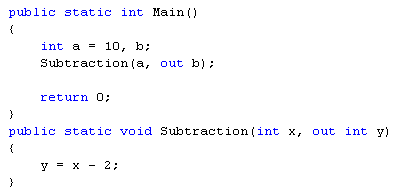 public static int Main()
{
    int a = 10, b;
    Subtraction(a, out b);

    return 0;
}
public static void Subtraction(int x, out int y)
{
    y = x - 2;
}